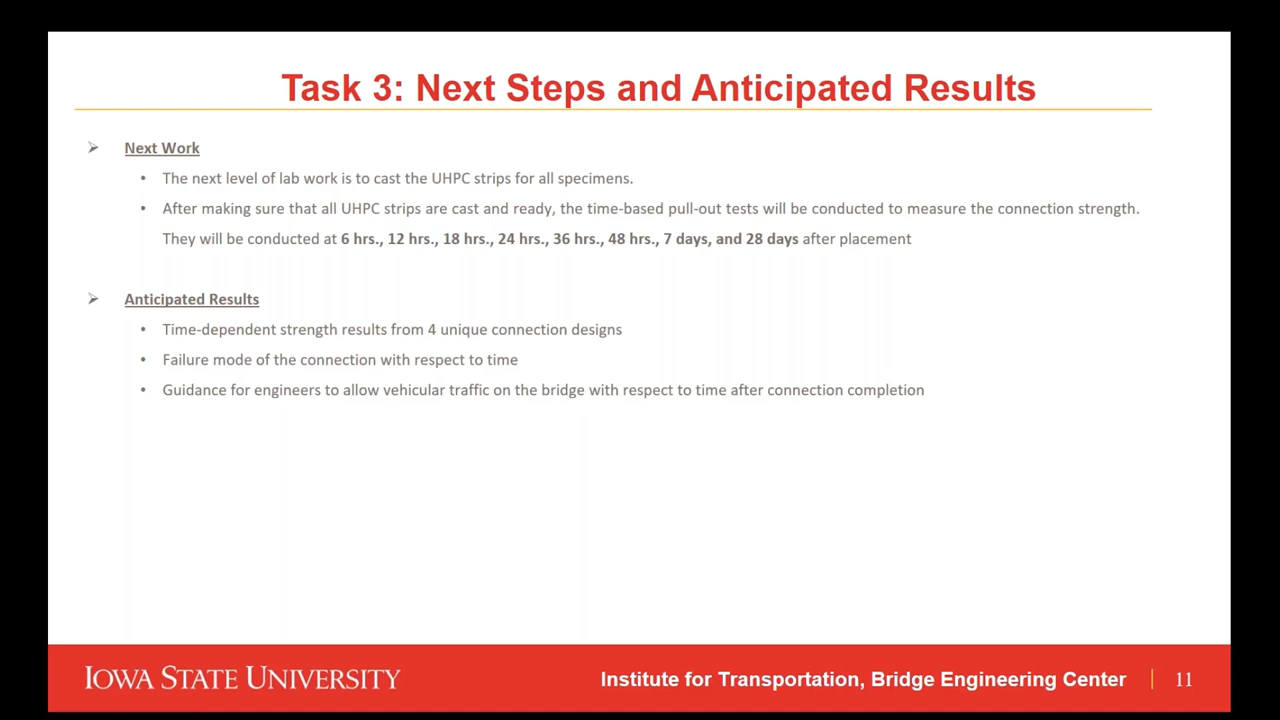 Task 3: Next Steps and Anticipated Results
Next Work
The next level of lab work is to cast the UHPC strips for all specimens.
After making sure that all UHPC strips are cast and ready, the time-based pull-out tests will be conducted to measure the connection strength.
They will be conducted at 6 hrs., 12 hrs., 18 hrs., 24 hrs., 36 hrs., 48 hrs., 7 days, and 28 days after placement
Anticipated Results
Time-dependent strength results from 4 unique connection designs
Failure mode of the connection with respect to time
Guidance for engineers to allow vehicular traffic on the bridge with respect to time after connection completion
IOWA STATE UNIVERSITY
Institute for Transportation, Bridge Engineering Center
11